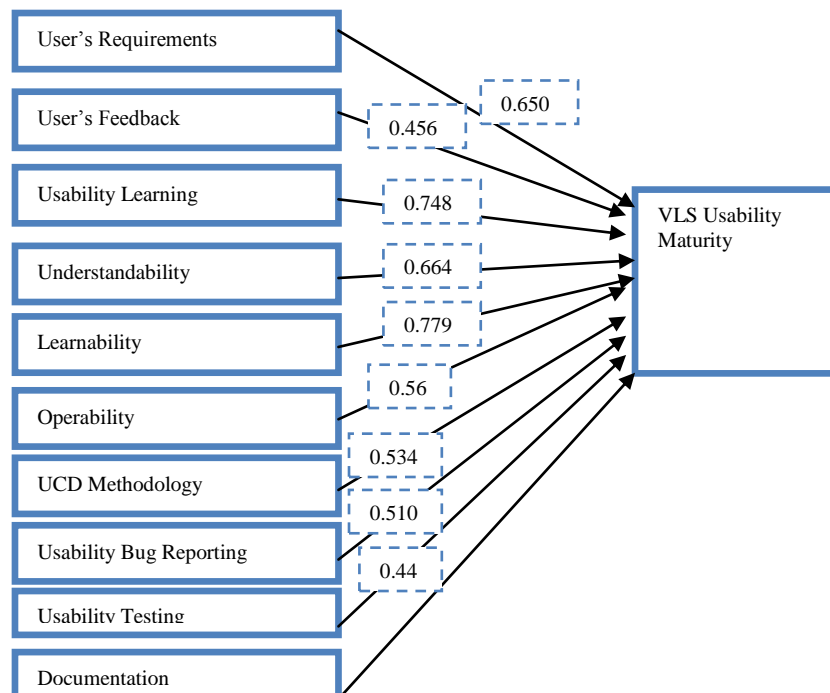 User's Requirements
0.650
User's Feedback
0.456
Usability Learning
0.748
VLS Usability
Maturity
Understandability
0.664
Learnability
0.779
Operability
0.56
UCD Methodology
0.534
Usability Bug Reporting
0.510
Usability Testing
0.44
Documentation